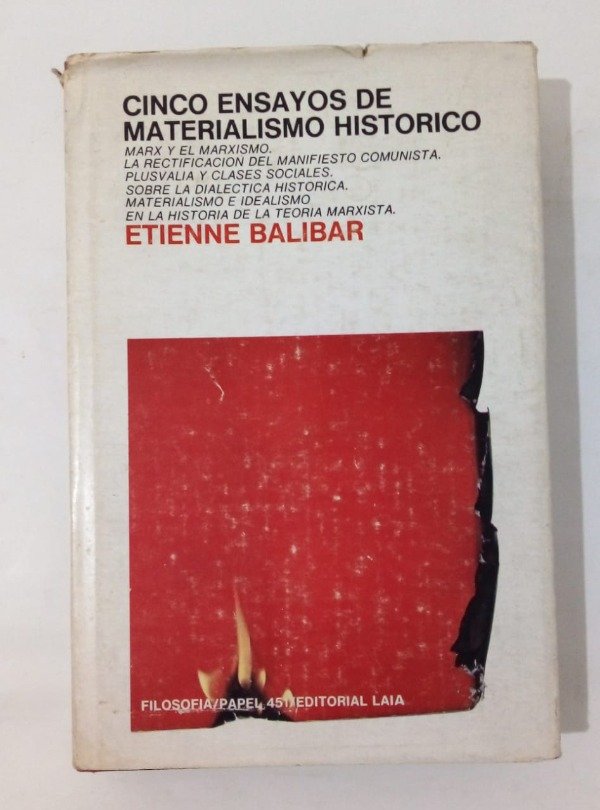 CINCO ENSAYOS DE
MATERIALISMO HISTORICO
MARX Y EL MARXISMO.
LA RECTIFICACION DEL MANIFIESTO COMUNISTA.
PLUSVALIA Y CLASES SOCIALES.
SOBRE LA DIALECTICA HISTORICA.
MATERIALISMO E IDEALISMO
EN LA HISTORIA DE LA TEORIA MARXISTA.
ETIENNE BALIBAR
FILOSOFIA/PAPEL 451/EDITORIAL LAIA